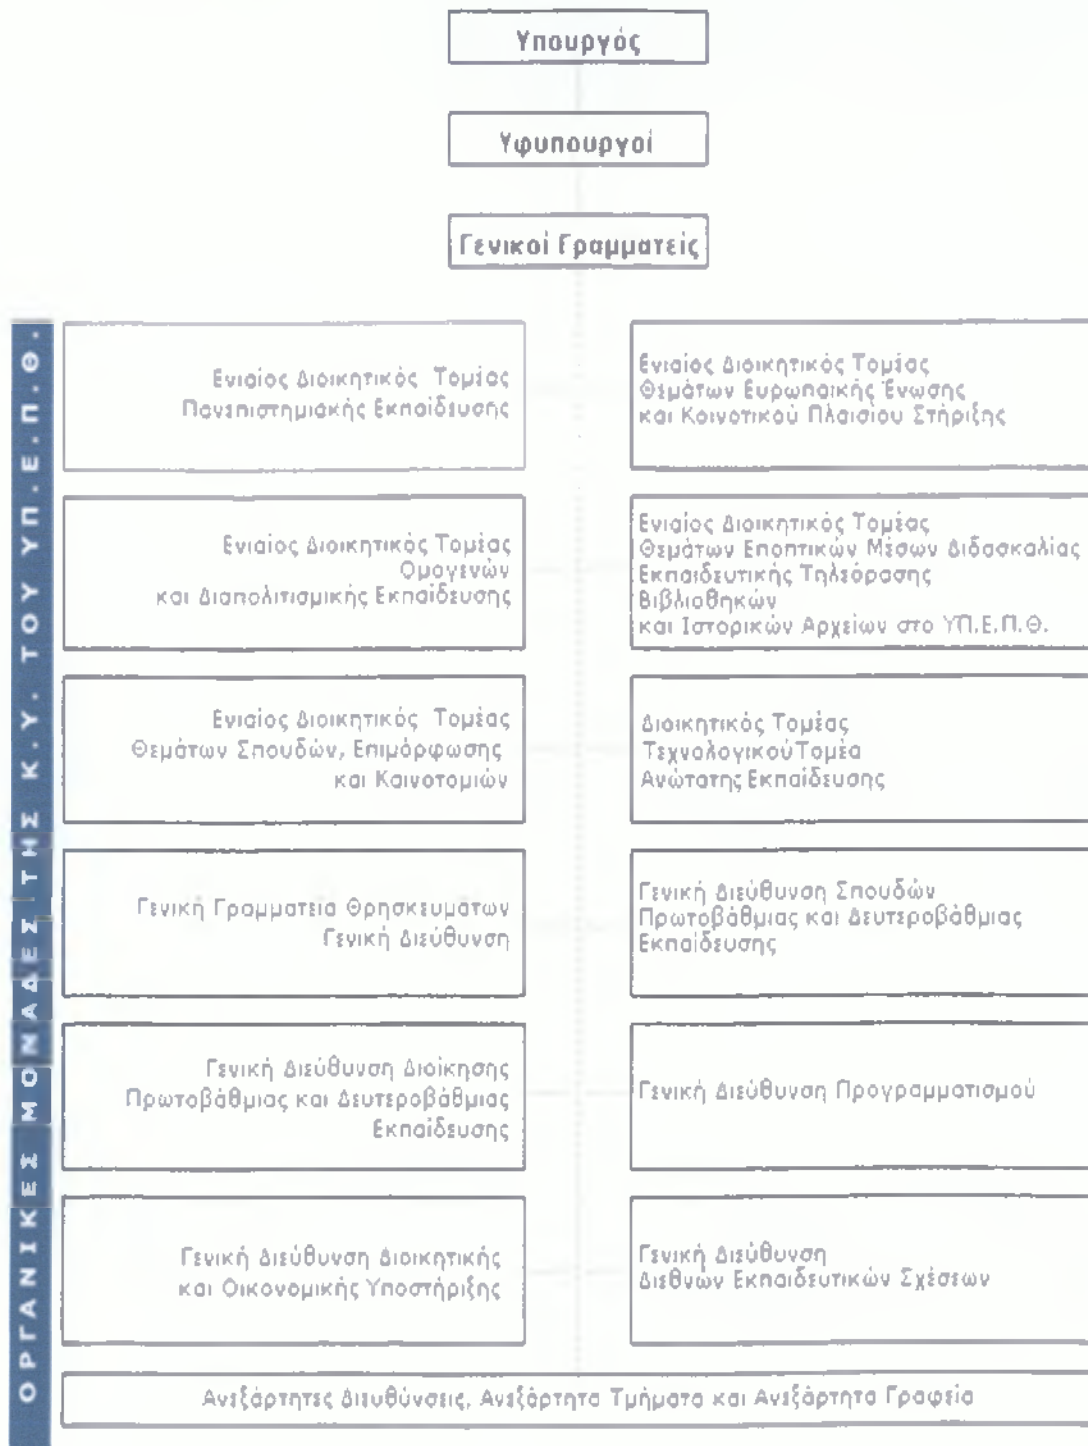 Υπουργός
Υφυπουργοί
Γενικοί Γραμματείς
ΟΡΓΑΝΙΚΕΣ ΜΟΝΑΔΕΣ ΤΗΣ Κ.Υ. ΤΟΥ ΥΠ.Ε.Π.Θ.
Ενιαίος Διοικητικός Τομέας
Πανεπιστημιακής Εκπαίδευσης
Ενιαίος Διοικητικός Τομέας
Θεμάτων Ευρωπαικής Ένωσης
και Κοινοτικού Πλαισίου Στήριξης
Ενιαίος Διοικητικός Τομέας
Ομογενών
και Διαπολιτισμικής Εκπαίδευσης
Ενιαίος Διοικητικός Τομέας
Θεμάτων Εποπτικών Μέσων Διδασκαλίας
Εκπαιδευτικής Τηλεόρασης
Βιβλιοθηκών
και Ιστορικών Αρχείων στο ΥΠ.Ε.Π.Θ.
Ενιαίος Διοικητικός Τομέας
Θεμάτων Σπουδών, Επιμόρφωσης
και Καινοτομιών
Διοικητικός Τομέας
Τεχνολογικού Τομέα
Ανώτατης Εκπαίδευσης
Γενική Γραμματεία Θρησκευμάτων
Γενική Διεύθυνση
Γενική Διεύθυνση Σπουδών
Πρωτοβάθμιας και Δευτεροβάθμιας
Εκπαίδευσης
Γενική Διεύθυνση Διοίκησης
Πρωτοβάθμιας και Δευτεροβάθμιας
Εκπαίδευσης
Γενική Διεύθυνση Προγραμματισμού
Γενική Διεύθυνση Διοικητικής
και Οικονομικής Υποστήριξης
Γενική Διεύθυνση
Διεθνών Εκπαιδευτικών Σχέσεων
Ανεξάρτητες Διευθύνσεις, Ανεξάρτητα Τμήματα και Ανεξάρτητα Γραφεία